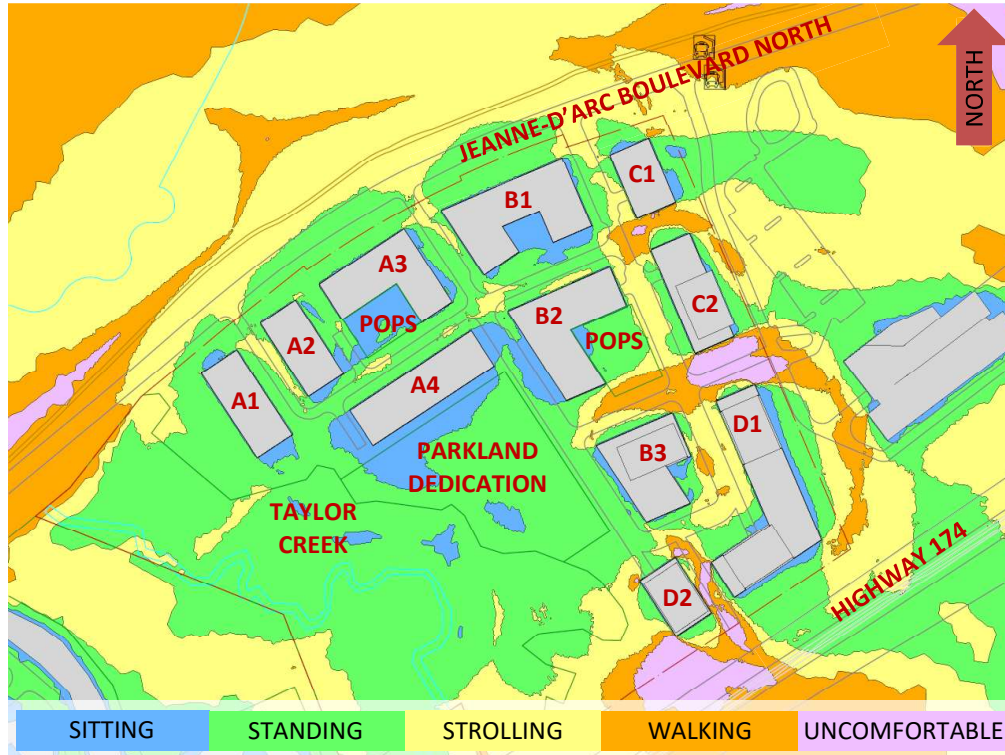 NORTH
JEANNE-D'ARC BOULEVARD NORTH
C1
B1
A3
C2
B2
POPS
POPS
A2
A4
A1
D1
B3
PARKLAND
DEDICATION
TAYLOR
CREEK
HIGHWAY 174
D2
SITTING
STANDING
STROLLING
WALKING
UNCOMFORTABLE